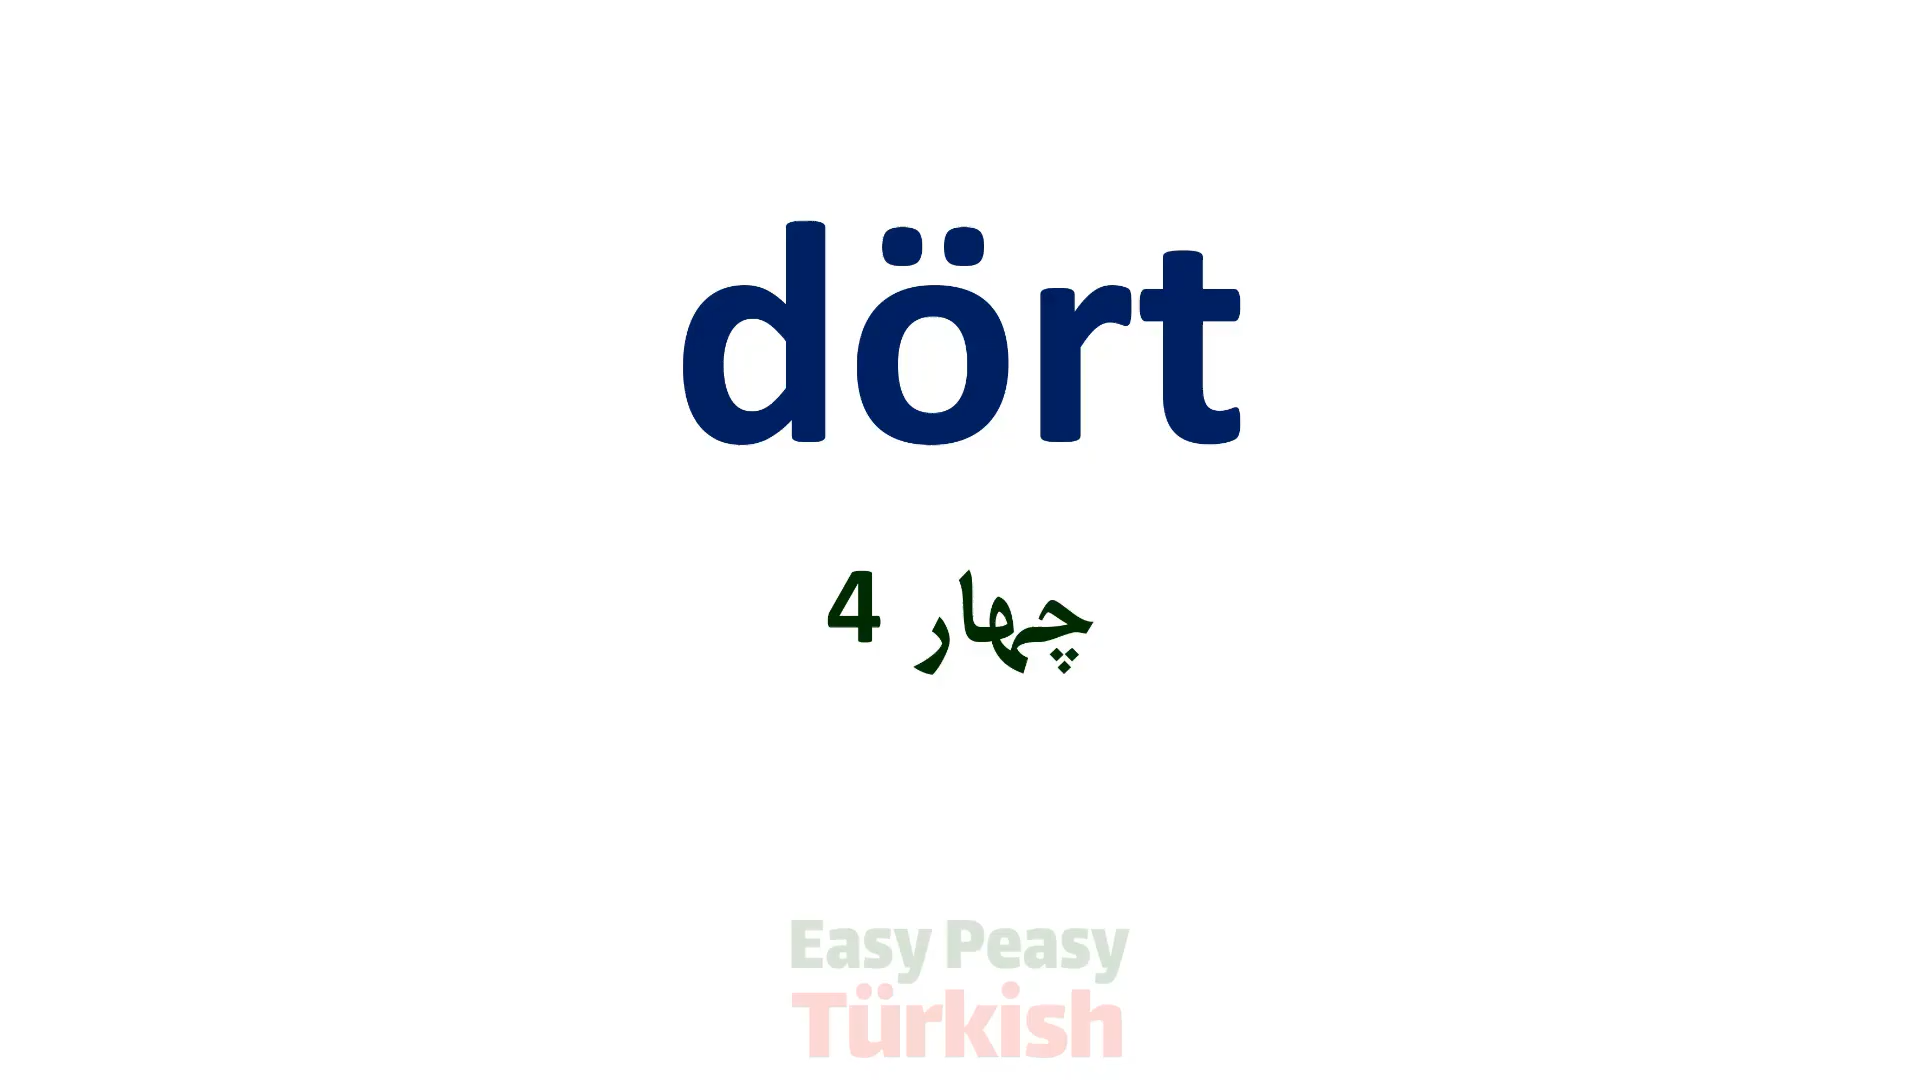 dört
چهار 4
Easy Peasy
Türkish